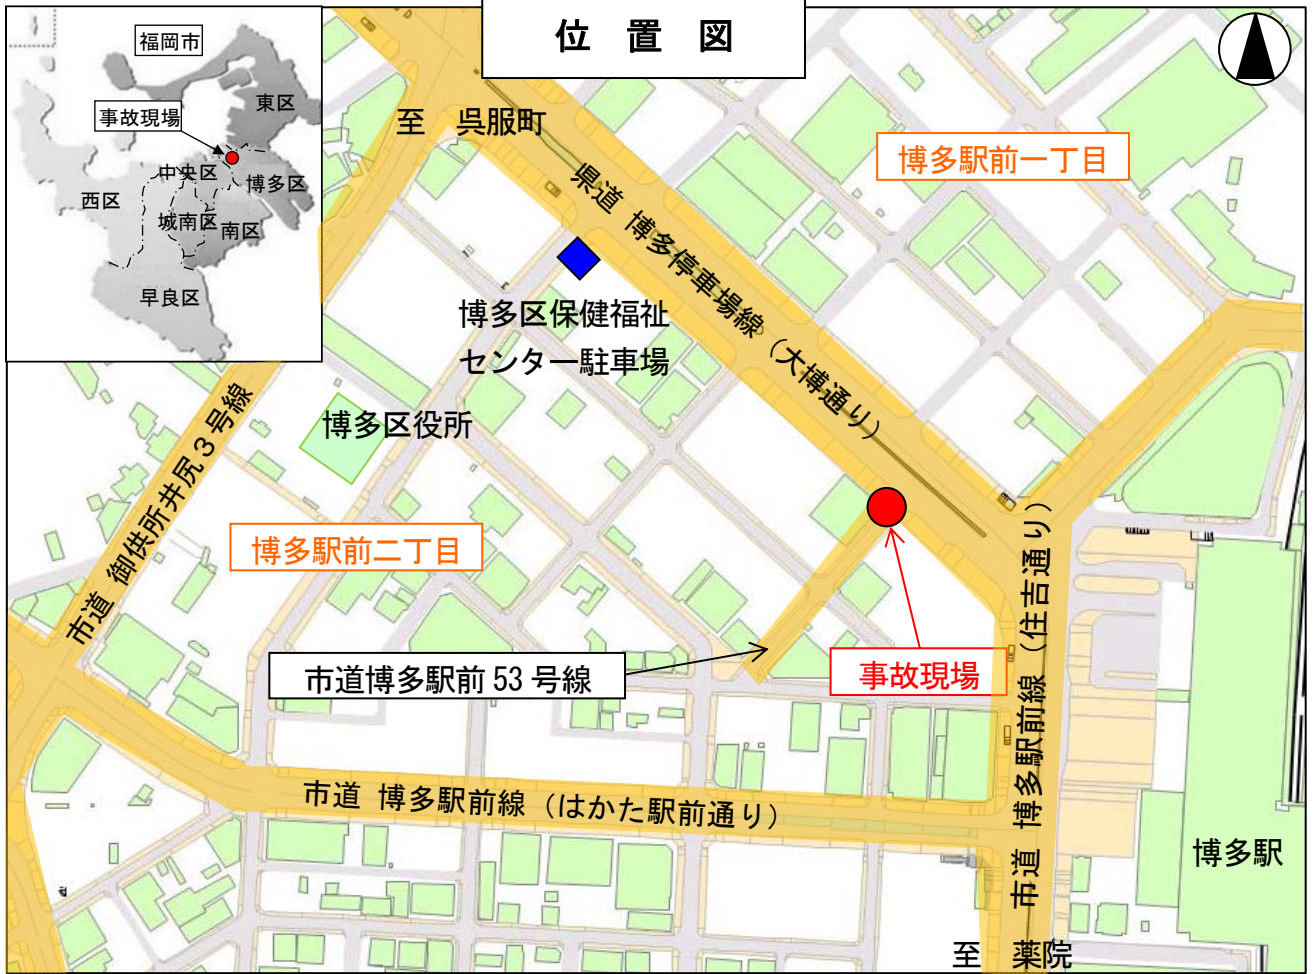 位置図
福岡市
事故現場
東区
中央区
博多区
西区
城南区
南区
早良区
至 呉服町
博多駅前一丁目
県道 博多停車場線（大博通り）
博多区保健福祉
センター駐車場
博多区役所
市道 御供所井尻3号線
博多駅前二丁目
市道博多駅前53号線
事故現場
市道 博多駅前線（住吉通り）
市道 博多駅前線（はかた駅前通り）
博多駅
至 薬院